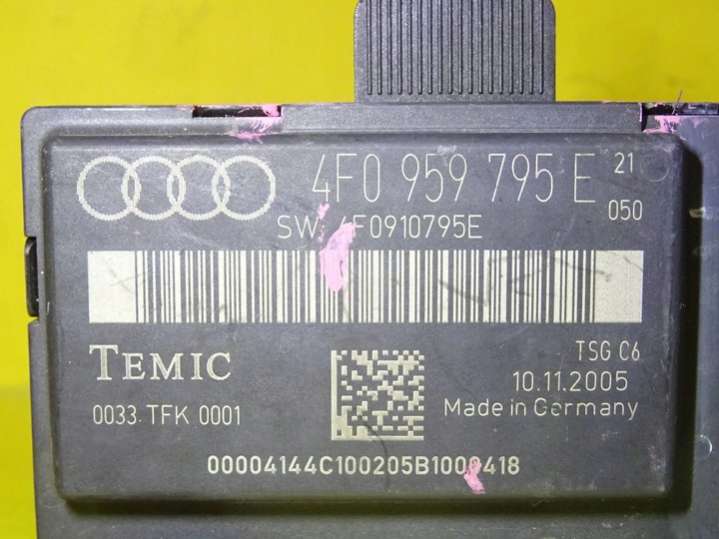 4F0 959 795 E 21
050
SW: 4F0910795E
TEMIC
TSG C6
10.11.2005
0033 TFK 0001
Made in Germany